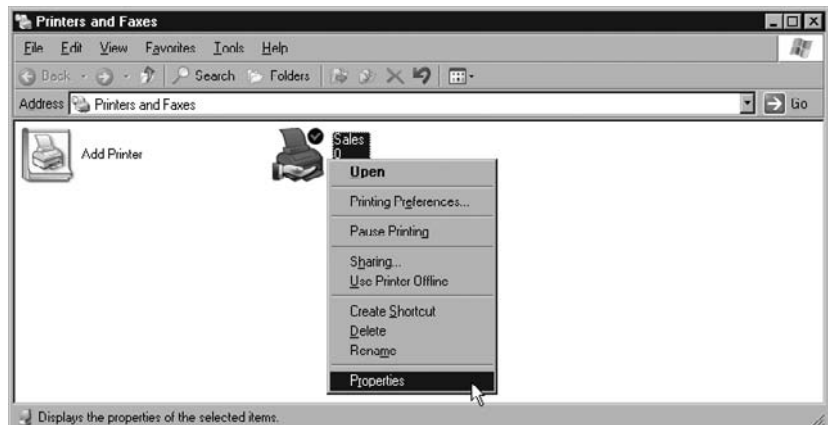 Printers and Faxes
File Edit View Favorites Tools Help
Back Search Folders
Address Printers and Faxes Go
Add Printer
Sales
0
Open
Printing Preferences...
Pause Printing
Sharing...
Use Printer Offline
Create Shortcut
Delete
Rename
Properties
Displays the properties of the selected items.